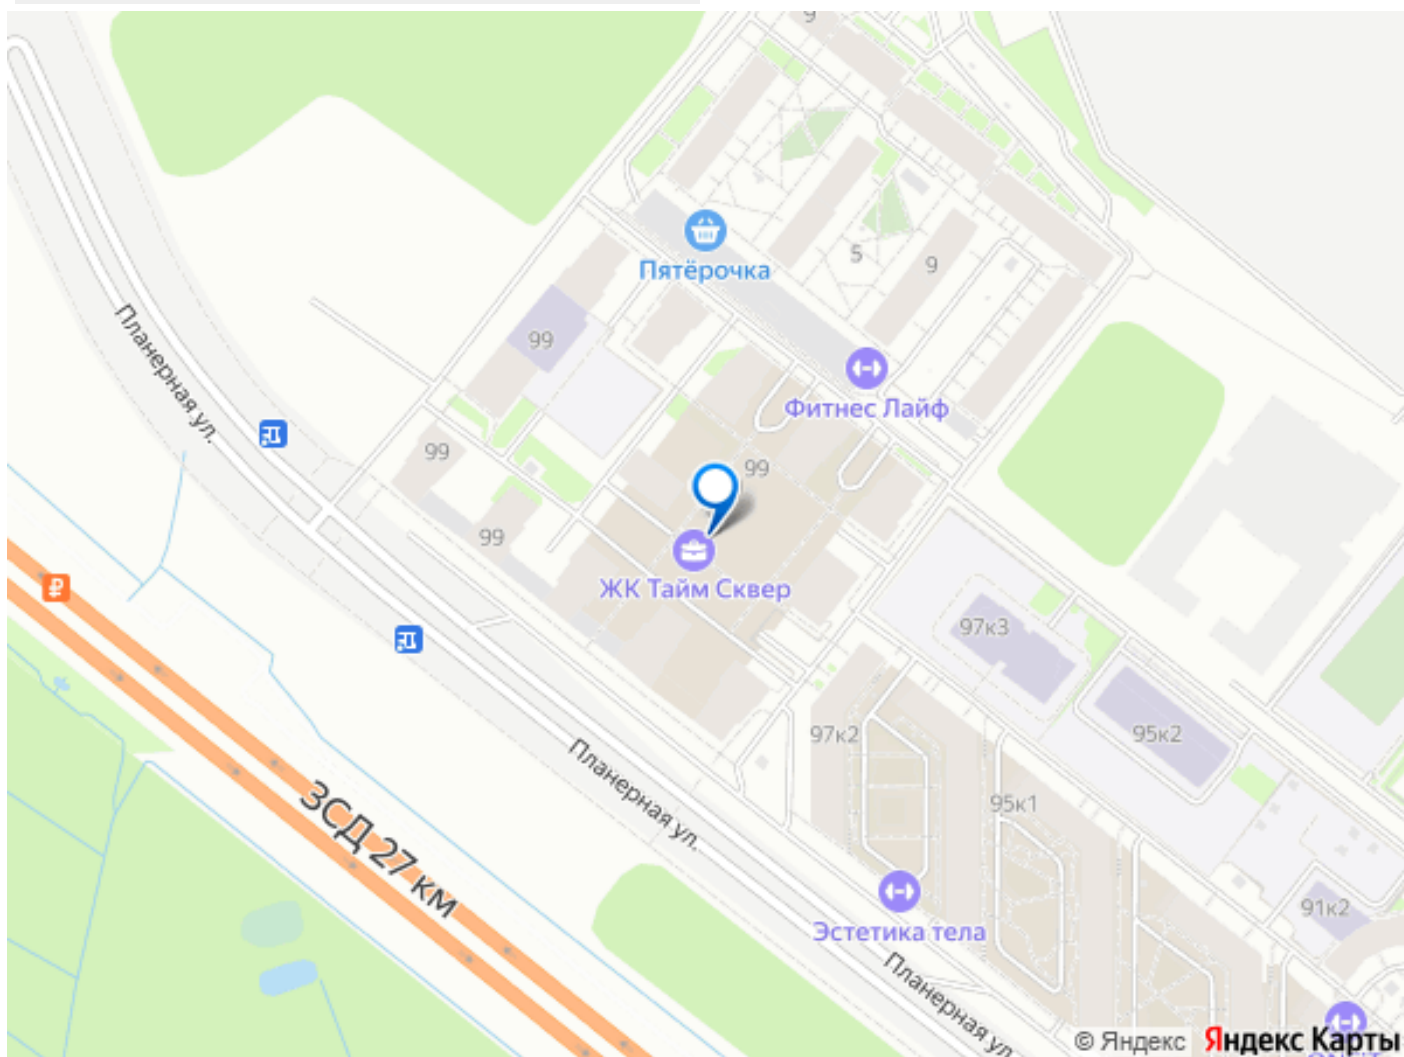 9
Пятёрочка
5
9
99
Планерная ул.
Фитнес Лайф
99
99
99
ЖК Тайм Сквер
97к3
97к2
95к2
Планерная ул.
95к1
ЗСД 27 км
Эстетика тела
91к2
Планерная ул.
© Яндекс Яндекс Карты